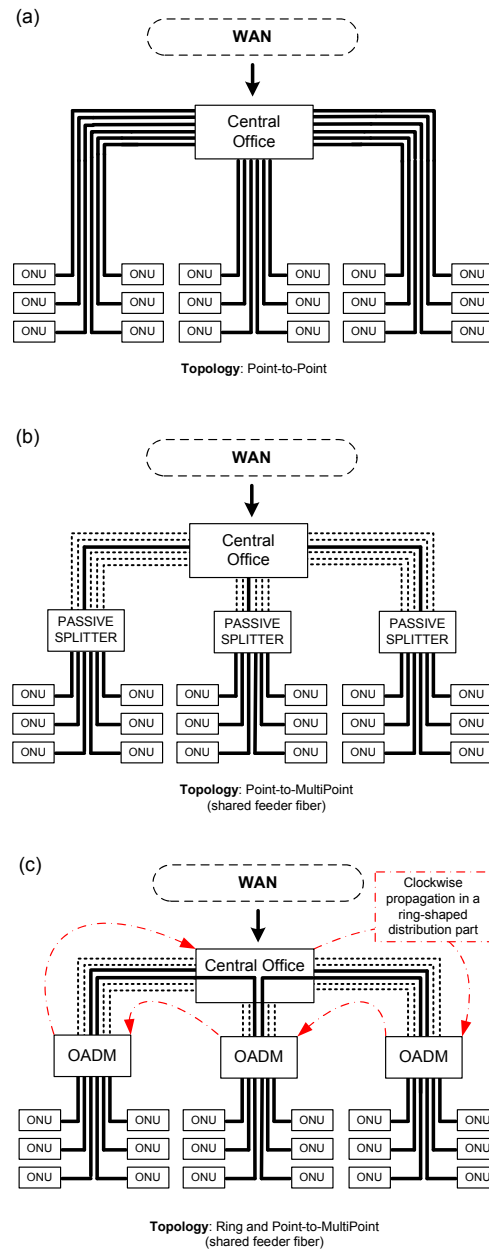 (a)
WAN
Central
Office
ONU ONU ONU ONU ONU ONU
ONU ONU ONU ONU ONU ONU
ONU ONU ONU ONU ONU ONU
Topology: Point-to-Point
(b)
WAN
Central
Office
PASSIVE
SPLITTER
PASSIVE
SPLITTER
PASSIVE
SPLITTER
ONU ONU ONU ONU ONU ONU
ONU ONU ONU ONU ONU ONU
ONU ONU ONU ONU ONU ONU
Topology: Point-to-MultiPoint
(shared feeder fiber)
(c)
WAN
Clockwise
propagation in a
ring-shaped
distribution part
Central Office
OADM OADM OADM
ONU ONU ONU ONU ONU ONU
ONU ONU ONU ONU ONU ONU
ONU ONU ONU ONU ONU ONU
Topology: Ring and Point-to-MultiPoint
(shared feeder fiber)